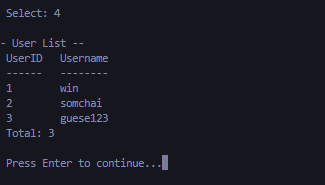 Select: 4
- User List --
UserID Username
------ --------
1 win
2 somchai
3 guese123
Total: 3
Press Enter to continue...